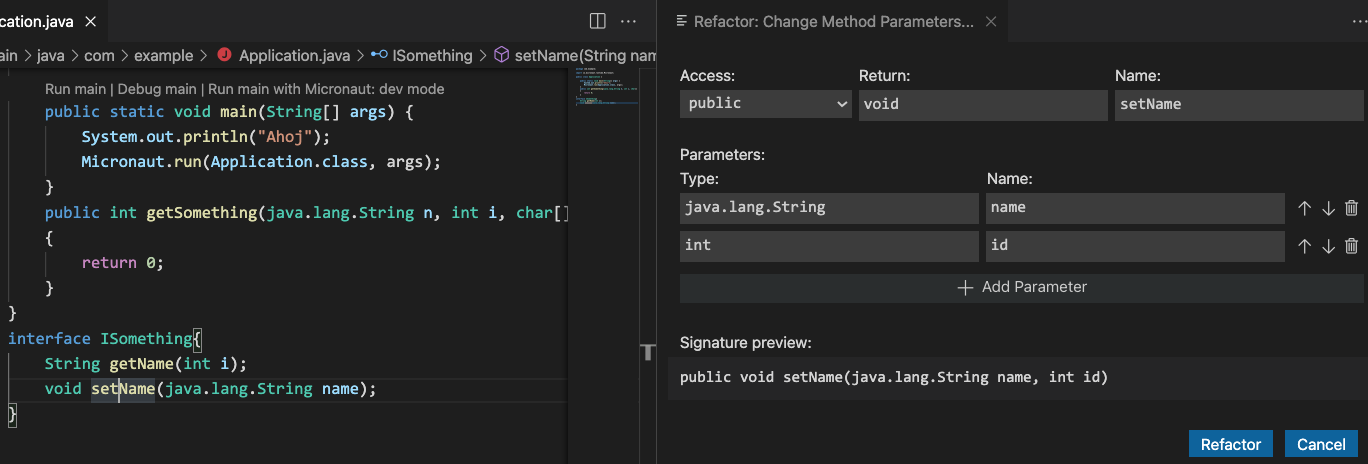 cation.java
ain > java > com > example > Application.java > ISomething > setName(String nam
Run main | Debug main | Run main with Micronaut: dev mode
public static void main(String[] args) {
System.out.println("Ahoj");
Micronaut.run(Application.class, args);
}
public int getSomething(java.lang.String n, int i, char[]
{
return 0;
}
}
interface ISomething{
String getName(int i);
void setName(java.lang.String name);
}
Refactor: Change Method Parameters...
Access: Return: Name:
public void setName
Parameters:
Type: Name:
java.lang.String name
int id
+ Add Parameter
Signature preview:
public void setName(java.lang.String name, int id)
Refactor Cancel